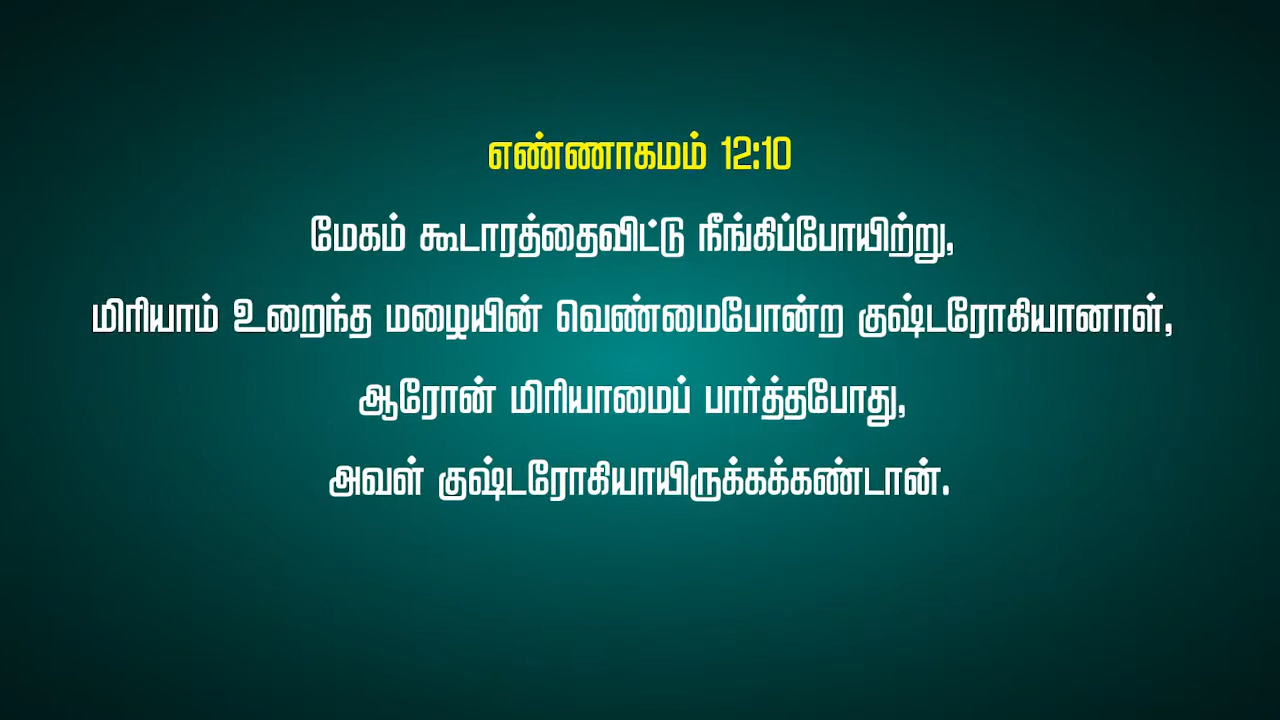 எண்ணாகமம் 12:10
மேகம் கூடாரத்தைவிட்டு நீங்கிப்போயிற்று,
மிரியாம் உறைந்த மழையின் வெண்மைபோன்ற குஷ்டரோகியானாள்,
ஆரோன் மிரியாமைப் பார்த்தபோது,
அவள் குஷ்டரோகியாயிருக்கக்கண்டான்.